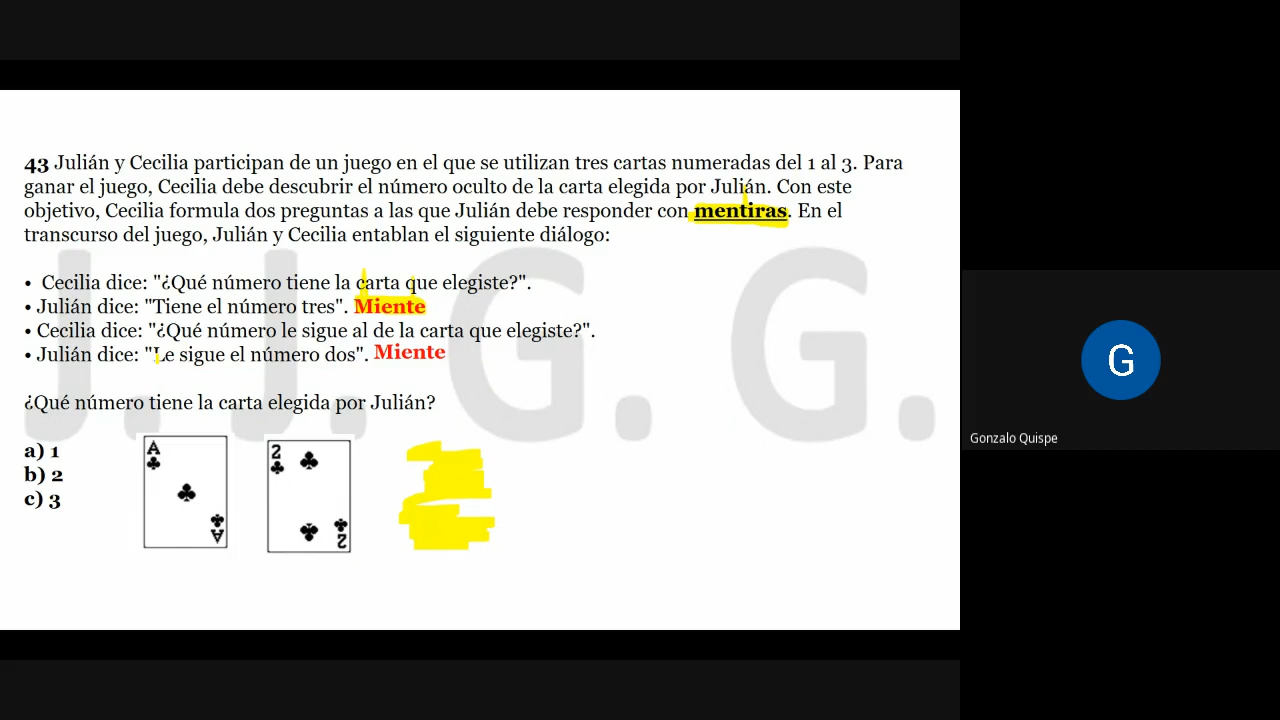 43 Julián y Cecilia participan de un juego en el que se utilizan tres cartas numeradas del 1 al 3. Para
ganar el juego, Cecilia debe descubrir el número oculto de la carta elegida por Julián. Con este
objetivo, Cecilia formula dos preguntas a las que Julián debe responder con mentiras. En el
transcurso del juego, Julián y Cecilia entablan el siguiente diálogo:
• Cecilia dice: "¿Qué número tiene la carta que elegiste?".
• Julián dice: "Tiene el número tres". Miente
• Cecilia dice: "¿Qué número le sigue al de la carta que elegiste?".
• Julián dice: "Le sigue el número dos". Miente
¿Qué número tiene la carta elegida por Julián?
a) 1
b) 2
c) 3
A
A
2
2
J. J. G. G.
G
Gonzalo Quispe